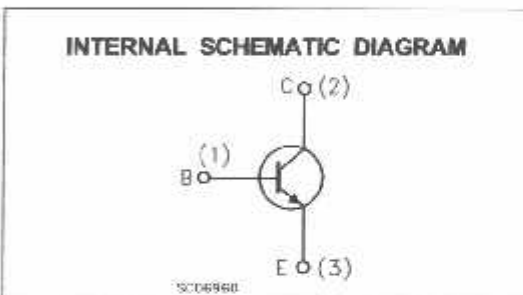 INTERNAL SCHEMATIC DIAGRAM
C (2)
(1)
B
E (3)
SC06960